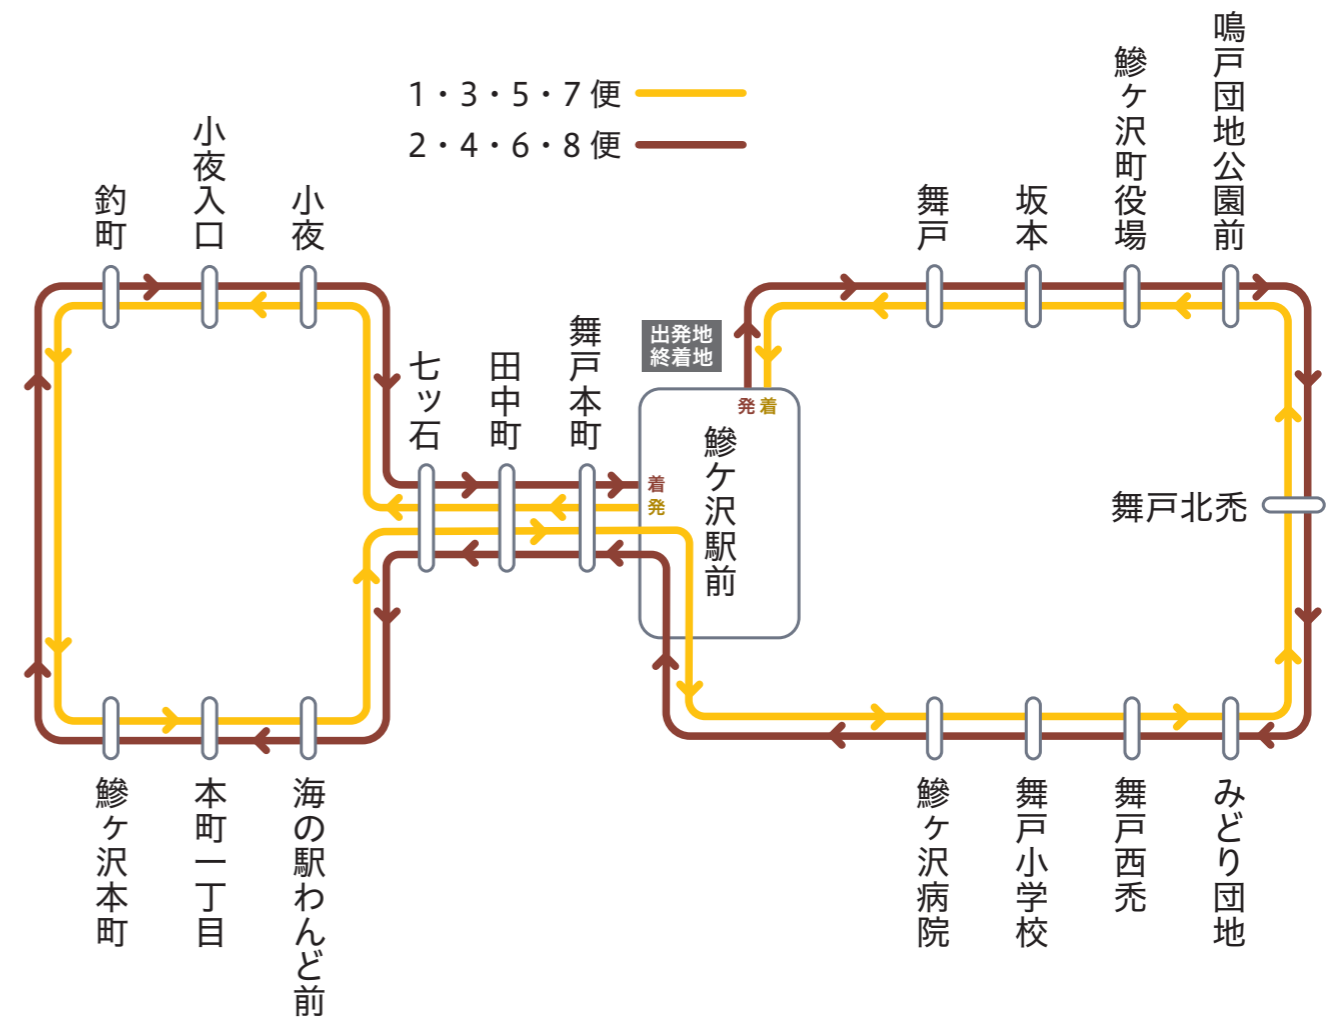 1・3・5・7 便
2・4・6・8 便
釣町
小夜入口
小夜
七ッ石
田中町
舞戸本町
出発地
終着地
発 着
着
発
鰺ケ沢駅前
舞戸
坂本
鰺ヶ沢町役場
鳴戸団地公園前
舞戸北禿
鰺ヶ沢本町
本町一丁目
海の駅わんど前
鰺ヶ沢病院
舞戸小学校
舞戸西禿
みどり団地